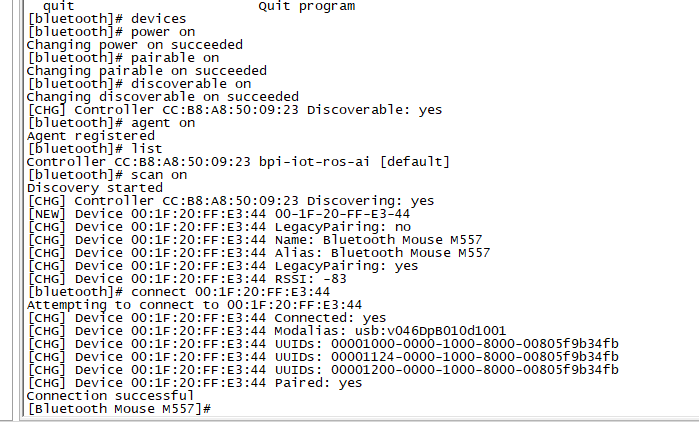 quit Quit program
[bluetooth]# devices
[bluetooth]# power on
Changing power on succeeded
[bluetooth]# pairable on
Changing pairable on succeeded
[bluetooth]# discoverable on
Changing discoverable on succeeded
[CHG] Controller CC:B8:A8:50:09:23 Discoverable: yes
[bluetooth]# agent on
Agent registered
[bluetooth]# list
Controller CC:B8:A8:50:09:23 bpi-iot-ros-ai [default]
[bluetooth]# scan on
Discovery started
[CHG] Controller CC:B8:A8:50:09:23 Discovering: yes
[NEW] Device 00:1F:20:FF:E3:44 00-1F-20-FF-E3-44
[CHG] Device 00:1F:20:FF:E3:44 LegacyPairing: no
[CHG] Device 00:1F:20:FF:E3:44 Name: Bluetooth Mouse M557
[CHG] Device 00:1F:20:FF:E3:44 Alias: Bluetooth Mouse M557
[CHG] Device 00:1F:20:FF:E3:44 LegacyPairing: yes
[CHG] Device 00:1F:20:FF:E3:44 RSSI: -83
[bluetooth]# connect 00:1F:20:FF:E3:44
Attempting to connect to 00:1F:20:FF:E3:44
[CHG] Device 00:1F:20:FF:E3:44 Connected: yes
[CHG] Device 00:1F:20:FF:E3:44 Modalias: usb:v046DpB010d1001
[CHG] Device 00:1F:20:FF:E3:44 UUIDs: 00001000-0000-1000-8000-00805f9b34fb
[CHG] Device 00:1F:20:FF:E3:44 UUIDs: 00001124-0000-1000-8000-00805f9b34fb
[CHG] Device 00:1F:20:FF:E3:44 UUIDs: 00001200-0000-1000-8000-00805f9b34fb
[CHG] Device 00:1F:20:FF:E3:44 Paired: yes
Connection successful
[Bluetooth Mouse M557]#